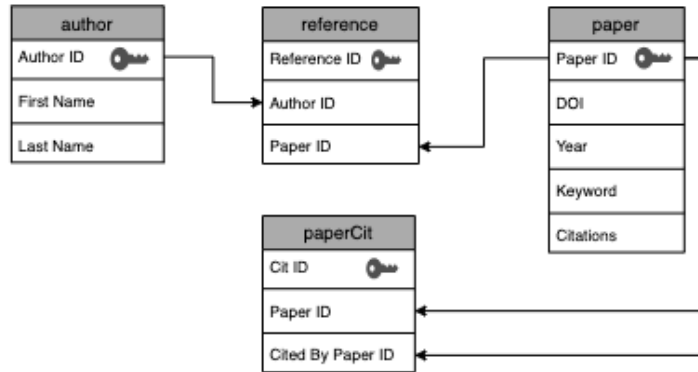 author
Author ID
First Name
Last Name
reference
Reference ID
Author ID
Paper ID
paper
Paper ID
DOI
Year
Keyword
Citations
paperCit
Cit ID
Paper ID
Cited By Paper ID